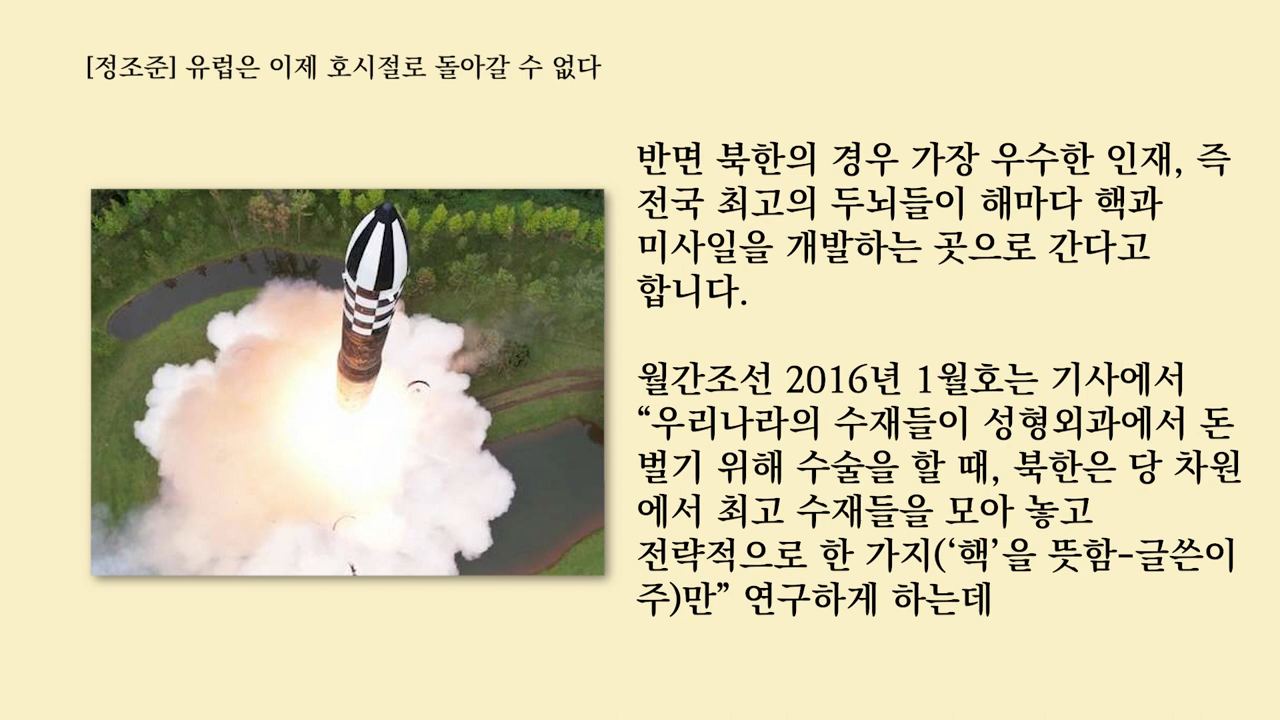 [정조준] 유럽은 이제 호시절로 돌아갈 수 없다
반면 북한의 경우 가장 우수한 인재, 즉
전국 최고의 두뇌들이 해마다 핵과
미사일을 개발하는 곳으로 간다고
합니다.
월간조선 2016년 1월호는 기사에서
“우리나라의 수재들이 성형외과에서 돈
벌기 위해 수술을 할 때, 북한은 당 차원
에서 최고 수재들을 모아 놓고
전략적으로 한 가지(‘핵’을 뜻함-글쓴이
주)만” 연구하게 하는데